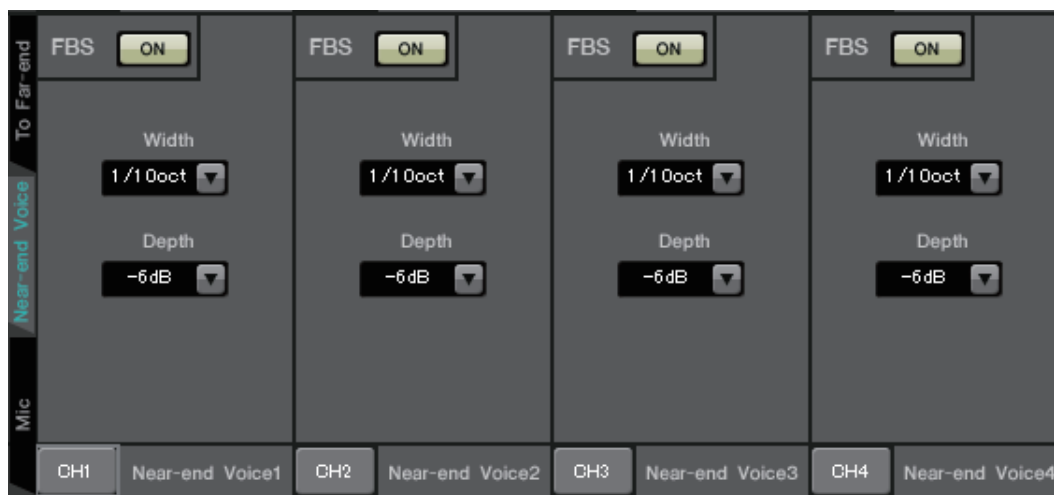 To Far-end
Near-end Voice
Mic
FBS ON FBS ON FBS ON FBS ON
Width Width Width Width
1/10oct 1/10oct 1/10oct 1/10oct
Depth Depth Depth Depth
-6dB -6dB -6dB -6dB
CH1 Near-end Voice1 CH2 Near-end Voice2 CH3 Near-end Voice3 CH4 Near-end Voice4